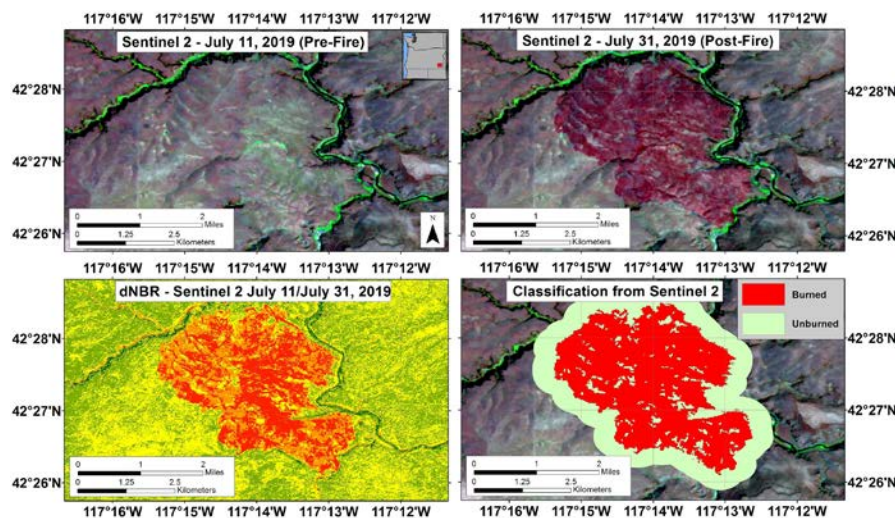 117°16'W 117°15'W 117°14'W 117°13'W 117°12'W
117°16'W 117°15'W 117°14'W 117°13'W 117°12'W
Sentinel 2 - July 11, 2019 (Pre-Fire)
Sentinel 2 - July 31, 2019 (Post-Fire)
42°28'N
42°28'N
42°27'N
42°27'N
42°26'N
42°26'N
0 1 2
Miles
0 1.25 2.5
Kilometers
N
0 1 2
Miles
0 1.25 2.5
Kilometers
117°16'W 117°15'W 117°14'W 117°13'W 117°12'W
117°16'W 117°15'W 117°14'W 117°13'W 117°12'W
dNBR - Sentinel 2 July 11/July 31, 2019
Classification from Sentinel 2
Burned
Unburned
42°28'N
42°28'N
42°27'N
42°27'N
42°26'N
42°26'N
0 1 2
Miles
0 1.25 2.5
Kilometers
0 1 2
Miles
0 1.25 2.5
Kilometers
117°16'W 117°15'W 117°14'W 117°13'W 117°12'W
117°16'W 117°15'W 117°14'W 117°13'W 117°12'W